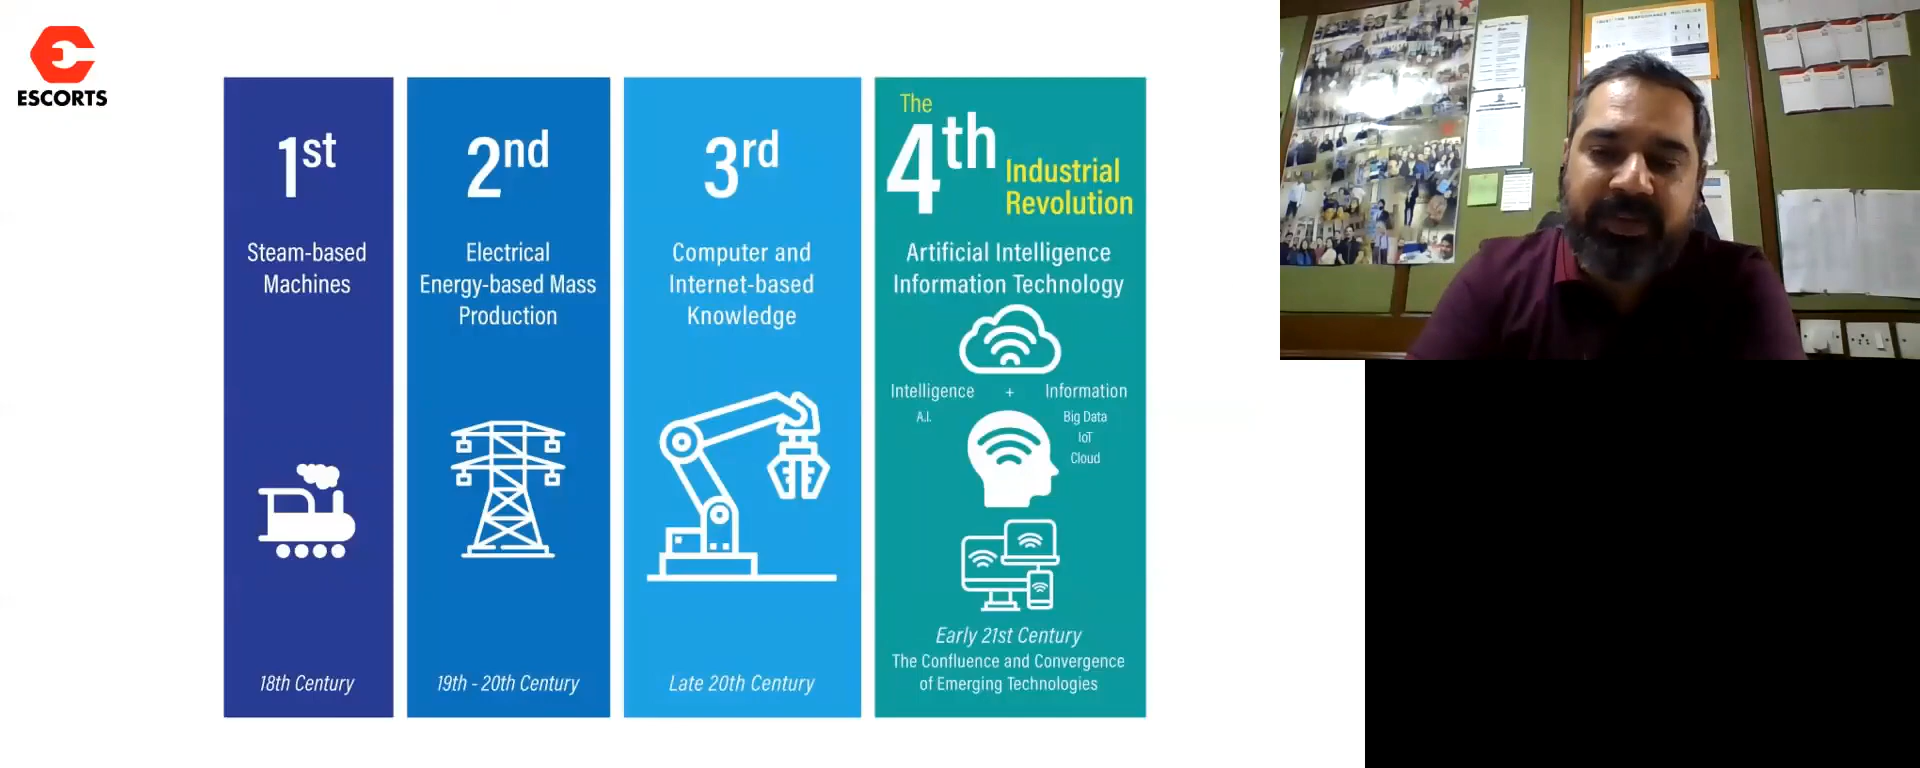 ESCORTS
1st
Steam-based
Machines
18th Century
2nd
Electrical
Energy-based Mass
Production
19th - 20th Century
3rd
Computer and
Internet-based
Knowledge
Late 20th Century
The
4th
Industrial
Revolution
Artificial Intelligence
Information Technology
Intelligence + Information
A.I.
Big Data
IoT
Cloud
Early 21st Century
The Confluence and Convergence
of Emerging Technologies